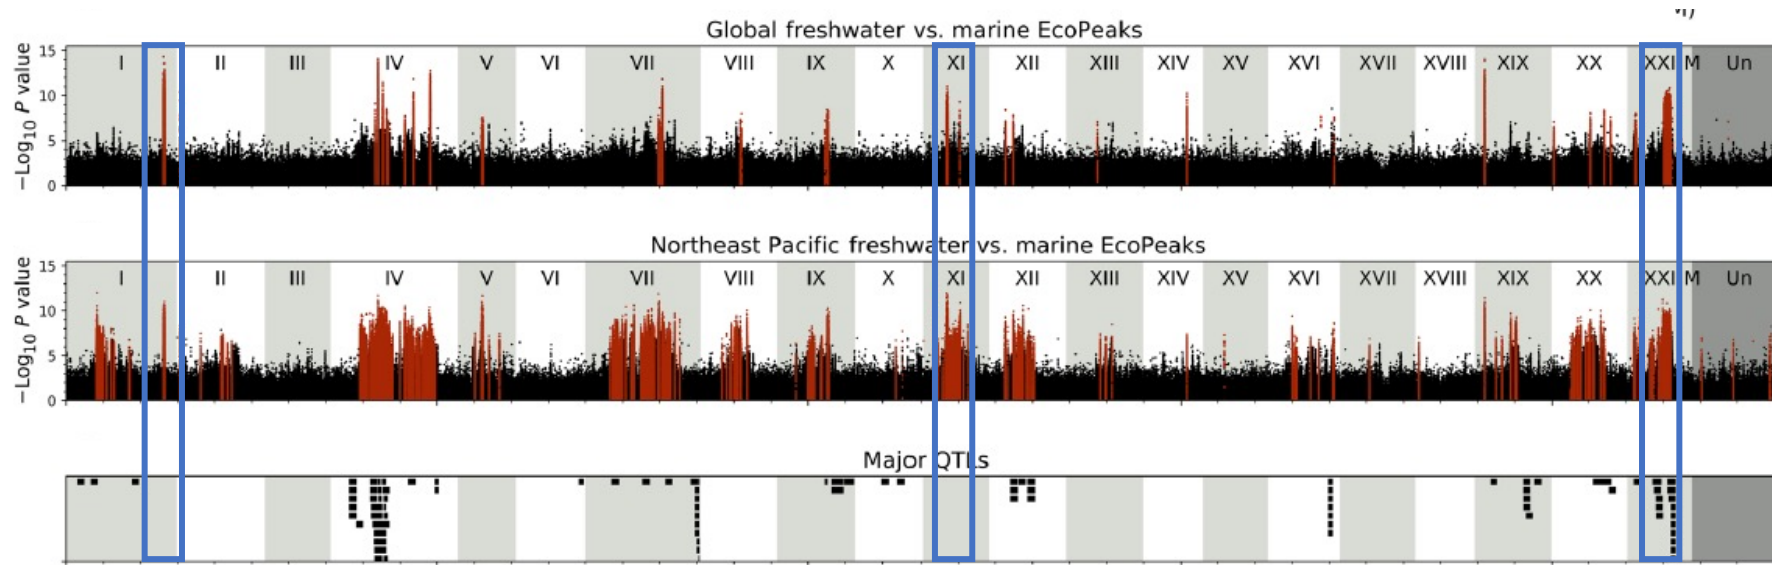 Global freshwater vs. marine EcoPeaks
−Log10 P value
15
10
5
0
I II III IV V VI VII VIII IX X XI XII XIII XIV XV XVI XVII XVIII XIX XX XXI M Un
Northeast Pacific freshwater vs. marine EcoPeaks
−Log10 P value
15
10
5
0
I II III IV V VI VII VIII IX X XI XII XIII XIV XV XVI XVII XVIII XIX XX XXI M Un
Major QTLs